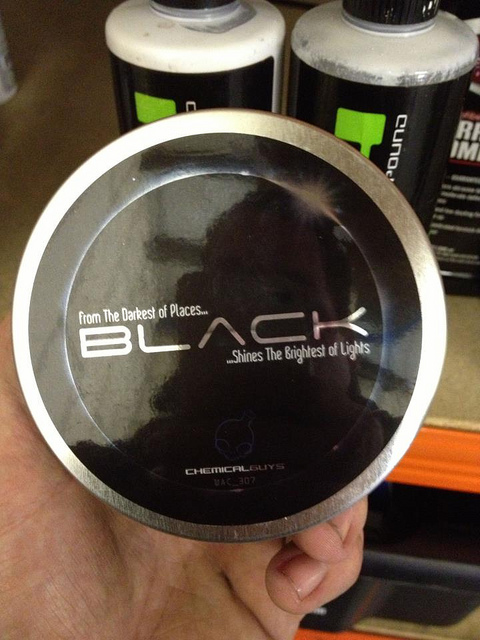 from The Darkest of Places...
BLACK
...Shines The Brightest of Lights
CHEMICALGUYS
WAC_307